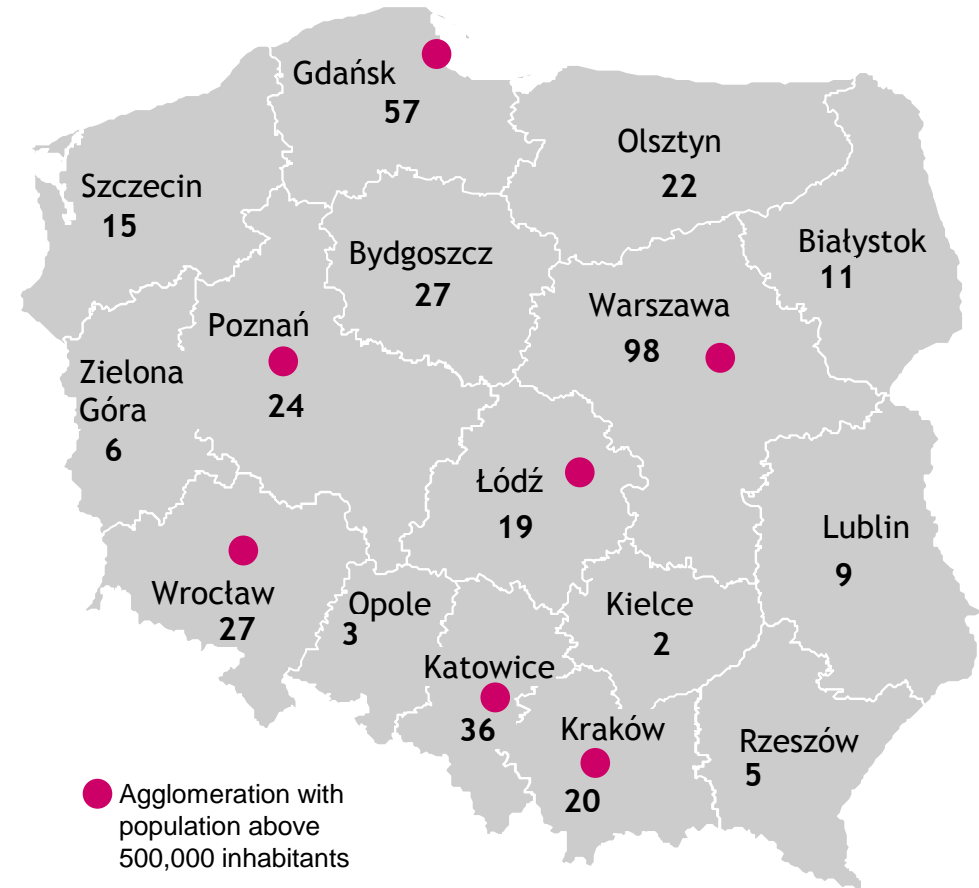 Gdańsk
57
Olsztyn
22
Szczecin
15
Bydgoszcz
27
Białystok
11
Warszawa
98
Poznań
24
Zielona
Góra
6
Łódź
19
Lublin
9
Wrocław
27
Opole
3
Kielce
2
Katowice
36
Kraków
20
Rzeszów
5
Agglomeration with
population above
500,000 inhabitants